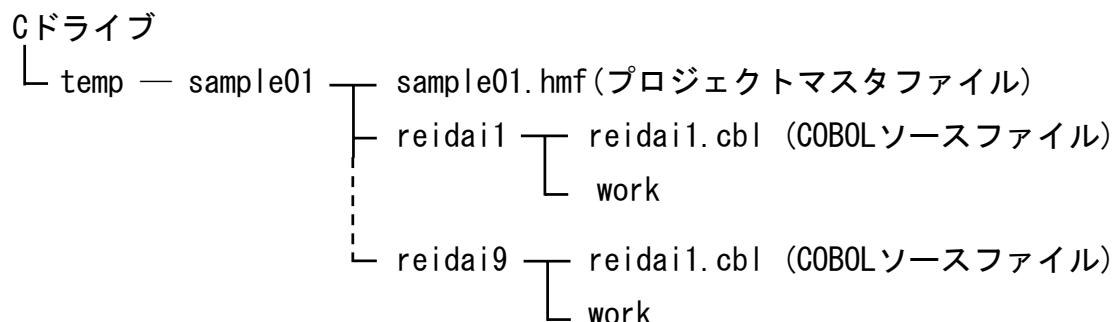 Cドライブ
temp — sample01 sample01.hmf(プロジェクトマスタファイル)
reidai1 reidai1.cbl (COBOLソースファイル)
work
reidai9 reidai1.cbl (COBOLソースファイル)
work